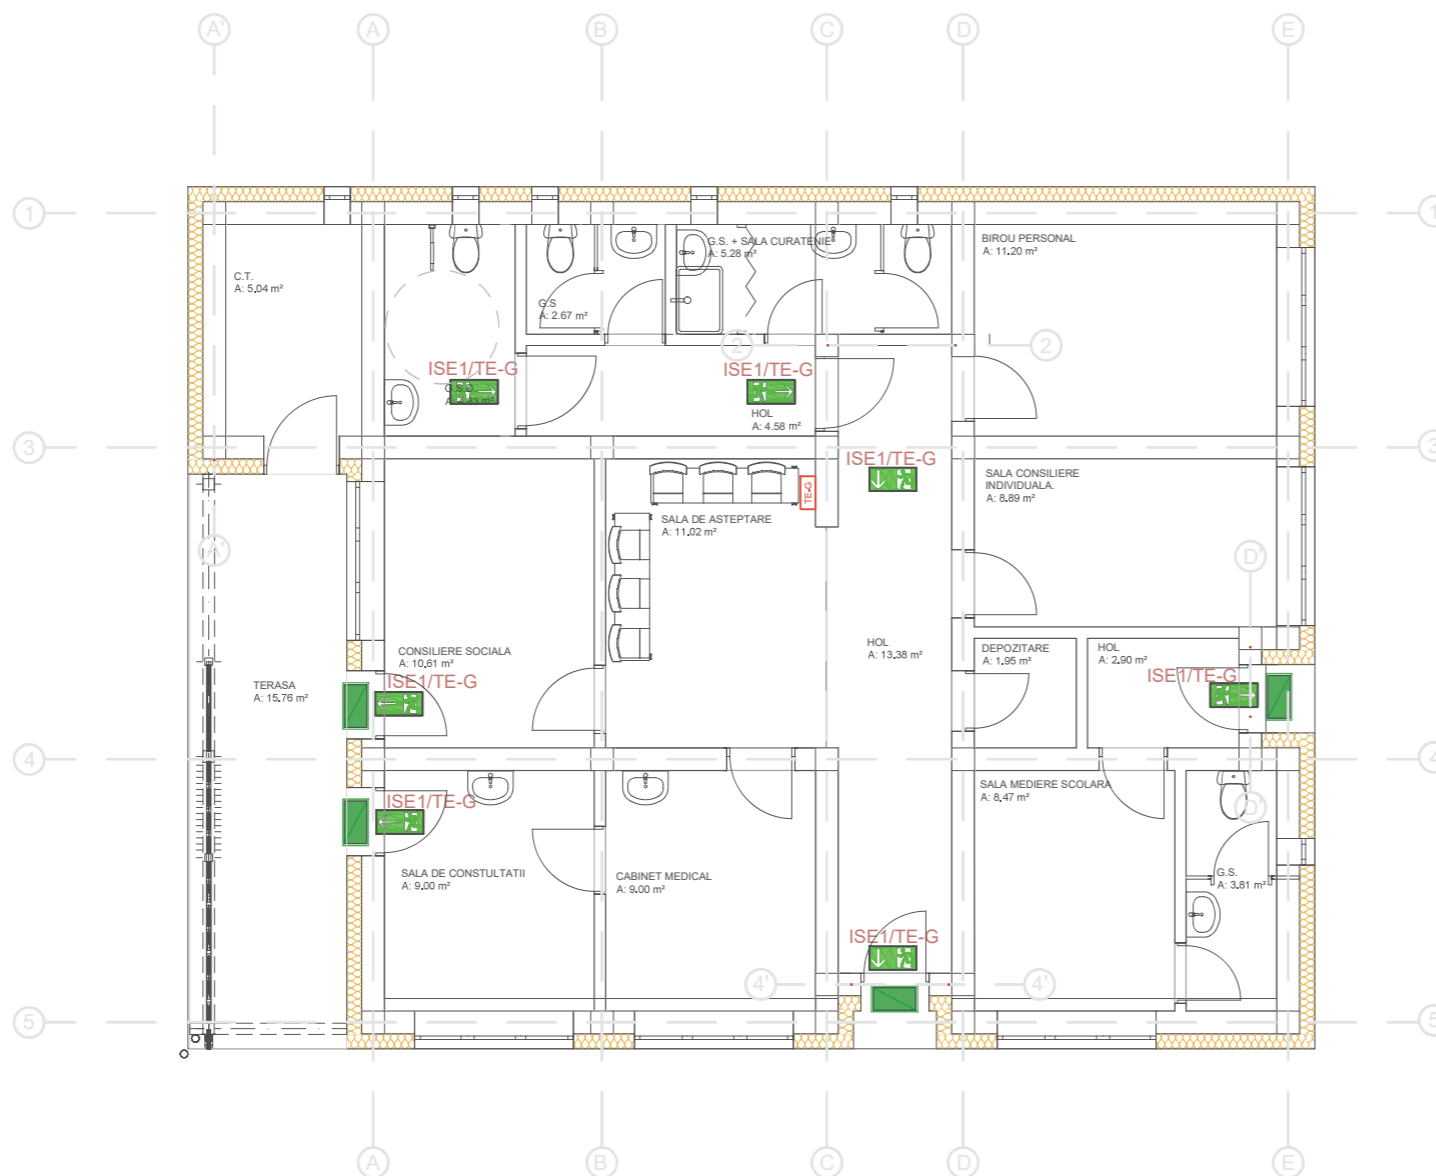 A'
A
B
C
D
E
1
1
G.S. + SALA CURATENIE
A: 5.28 m²
BIROU PERSONAL
A: 11.20 m²
C.T.
A: 5.04 m²
G.S
A: 2.67 m²
2
2
ISE1/TE-G
ISE1/TE-G
HOL
A: 4.58 m²
3
3
ISE1/TE-G
SALA CONSILIERE
INDIVIDUALA.
A: 8.89 m²
TE-G
SALA DE ASTEPTARE
A: 11.02 m²
A'
D'
CONSILIERE SOCIALA
A: 10.61 m²
HOL
A: 13.38 m²
DEPOZITARE
A: 1.95 m²
HOL
A: 2.90 m²
ISE1/TE-G
ISE1/TE-G
TERASA
A: 15.76 m²
4
4
SALA MEDIERE SCOLARA
A: 8.47 m²
ISE1/TE-G
D'
SALA DE CONSTULTATII
A: 9.00 m²
CABINET MEDICAL
A: 9.00 m²
G.S.
A: 3.81 m²
ISE1/TE-G
4'
4'
5
5
A
B
C
D
E